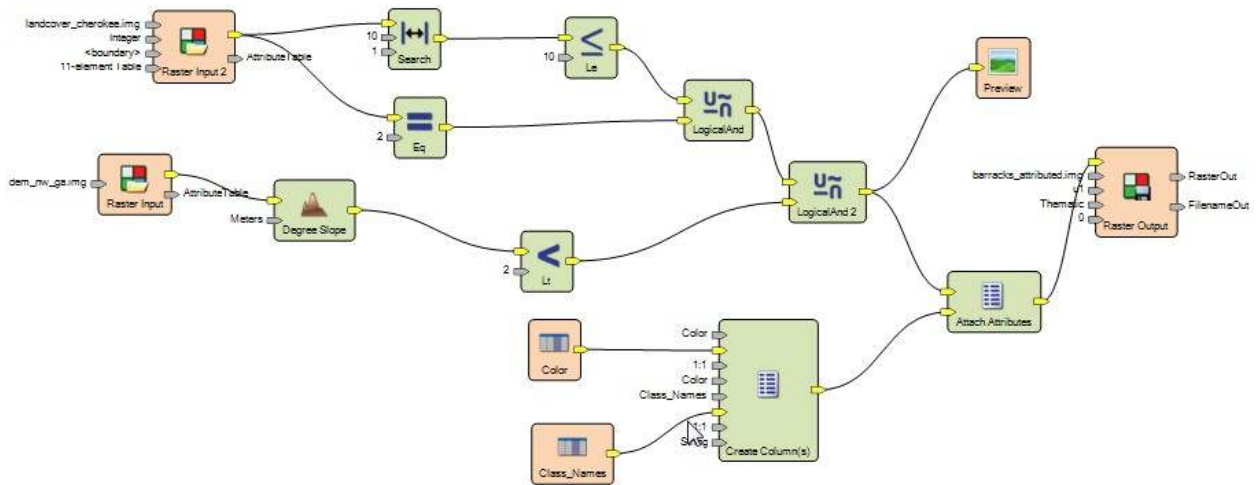 landcover_cherokee.img
Integer
<boundary>
11-element Table
AttributeTable
Raster Input 2
10
1
Search
10
Le
2
Eq
LogicalAnd
Preview
dem_nw_ga.img
AttributeTable
Raster Input
Meters
Degree Slope
2
Lt
LogicalAnd 2
barracks_attributed.img
u1
Thematic
0
RasterOut
FilenameOut
Raster Output
Attach Attributes
Color
Color
1:1
Color
Class_Names
1:1
String
Create Column(s)
Class_Names